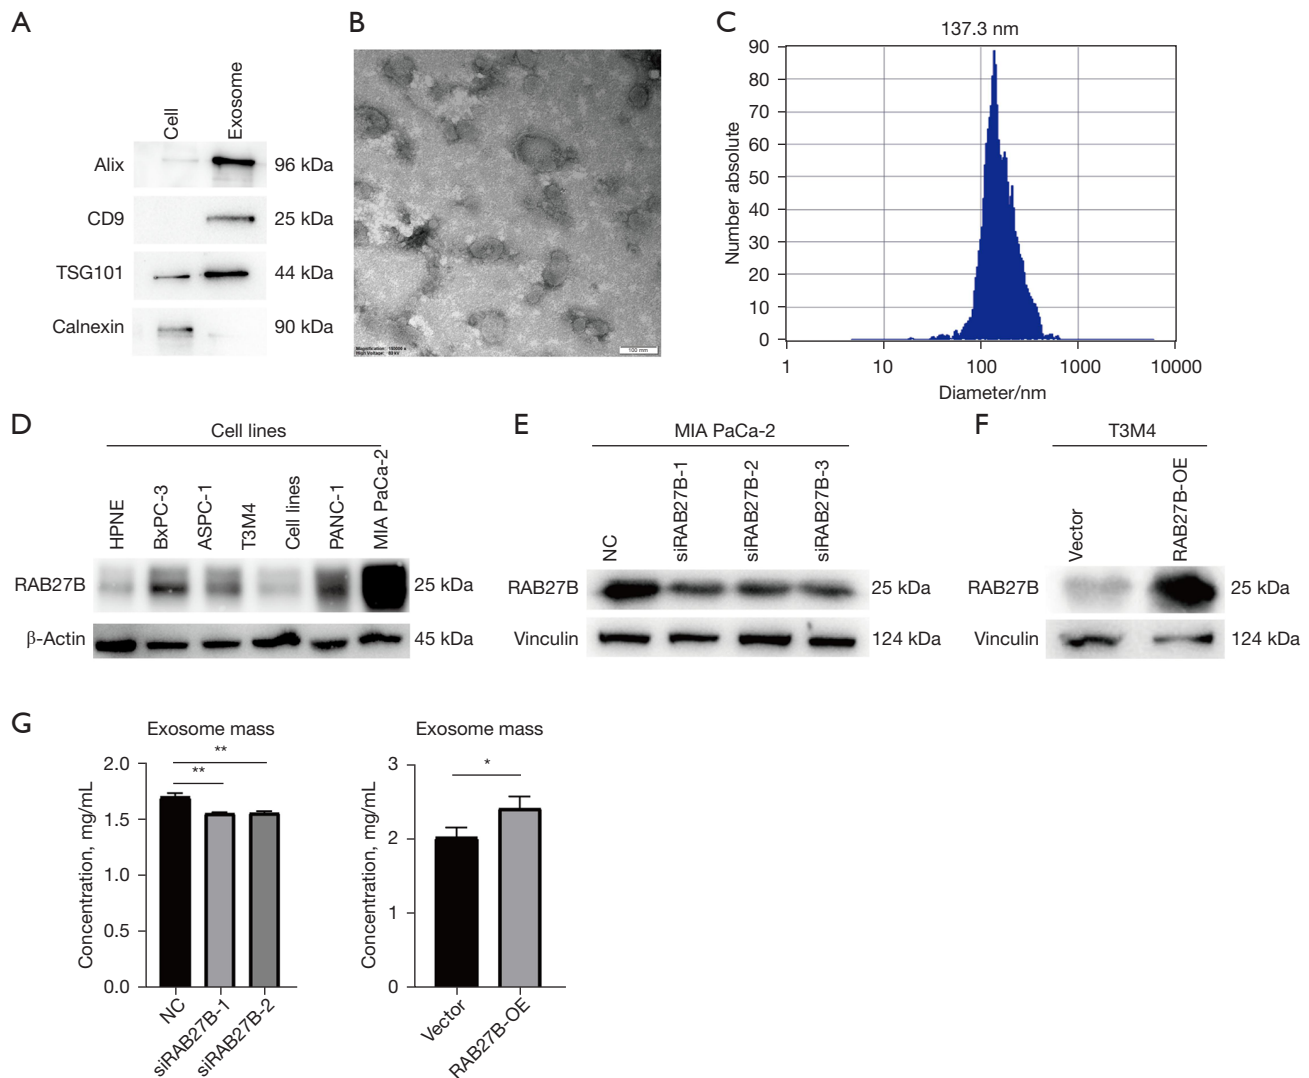 A
Cell
Exosome
Alix
96 kDa
CD9
25 kDa
TSG101
44 kDa
Calnexin
90 kDa
B
Magnification: 100000 x
High Voltage: 80 kV
100 nm
C
137.3 nm
Number absolute
90
80
70
60
50
40
30
20
10
0
1
10
100
1000
10000
Diameter/nm
D
Cell lines
HPNE
BxPC-3
ASPC-1
T3M4
Cell lines
PANC-1
MIA PaCa-2
RAB27B
25 kDa
β-Actin
45 kDa
E
MIA PaCa-2
NC
siRAB27B-1
siRAB27B-2
siRAB27B-3
RAB27B
25 kDa
Vinculin
124 kDa
F
T3M4
Vector
RAB27B-OE
RAB27B
25 kDa
Vinculin
124 kDa
G
Exosome mass
**
**
Concentration, mg/mL
2.0
1.5
1.0
0.5
0.0
NC
siRAB27B-1
siRAB27B-2
Exosome mass
*
Concentration, mg/mL
3
2
1
0
Vector
RAB27B-OE